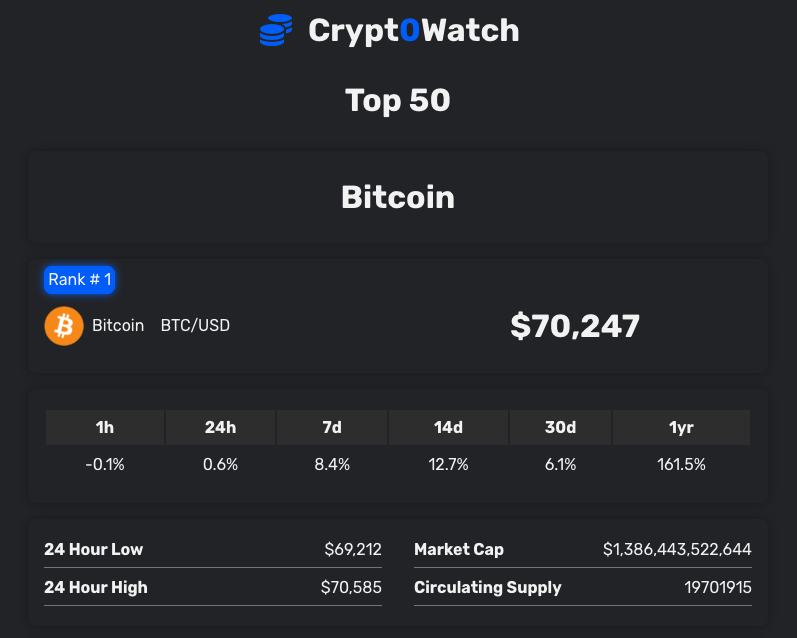 Crypt0Watch
Top 50
Bitcoin
Rank # 1
Bitcoin BTC/USD
$70,247
1h 24h 7d 14d 30d 1yr
-0.1% 0.6% 8.4% 12.7% 6.1% 161.5%
24 Hour Low $69,212 Market Cap $1,386,443,522,644
24 Hour High $70,585 Circulating Supply 19701915